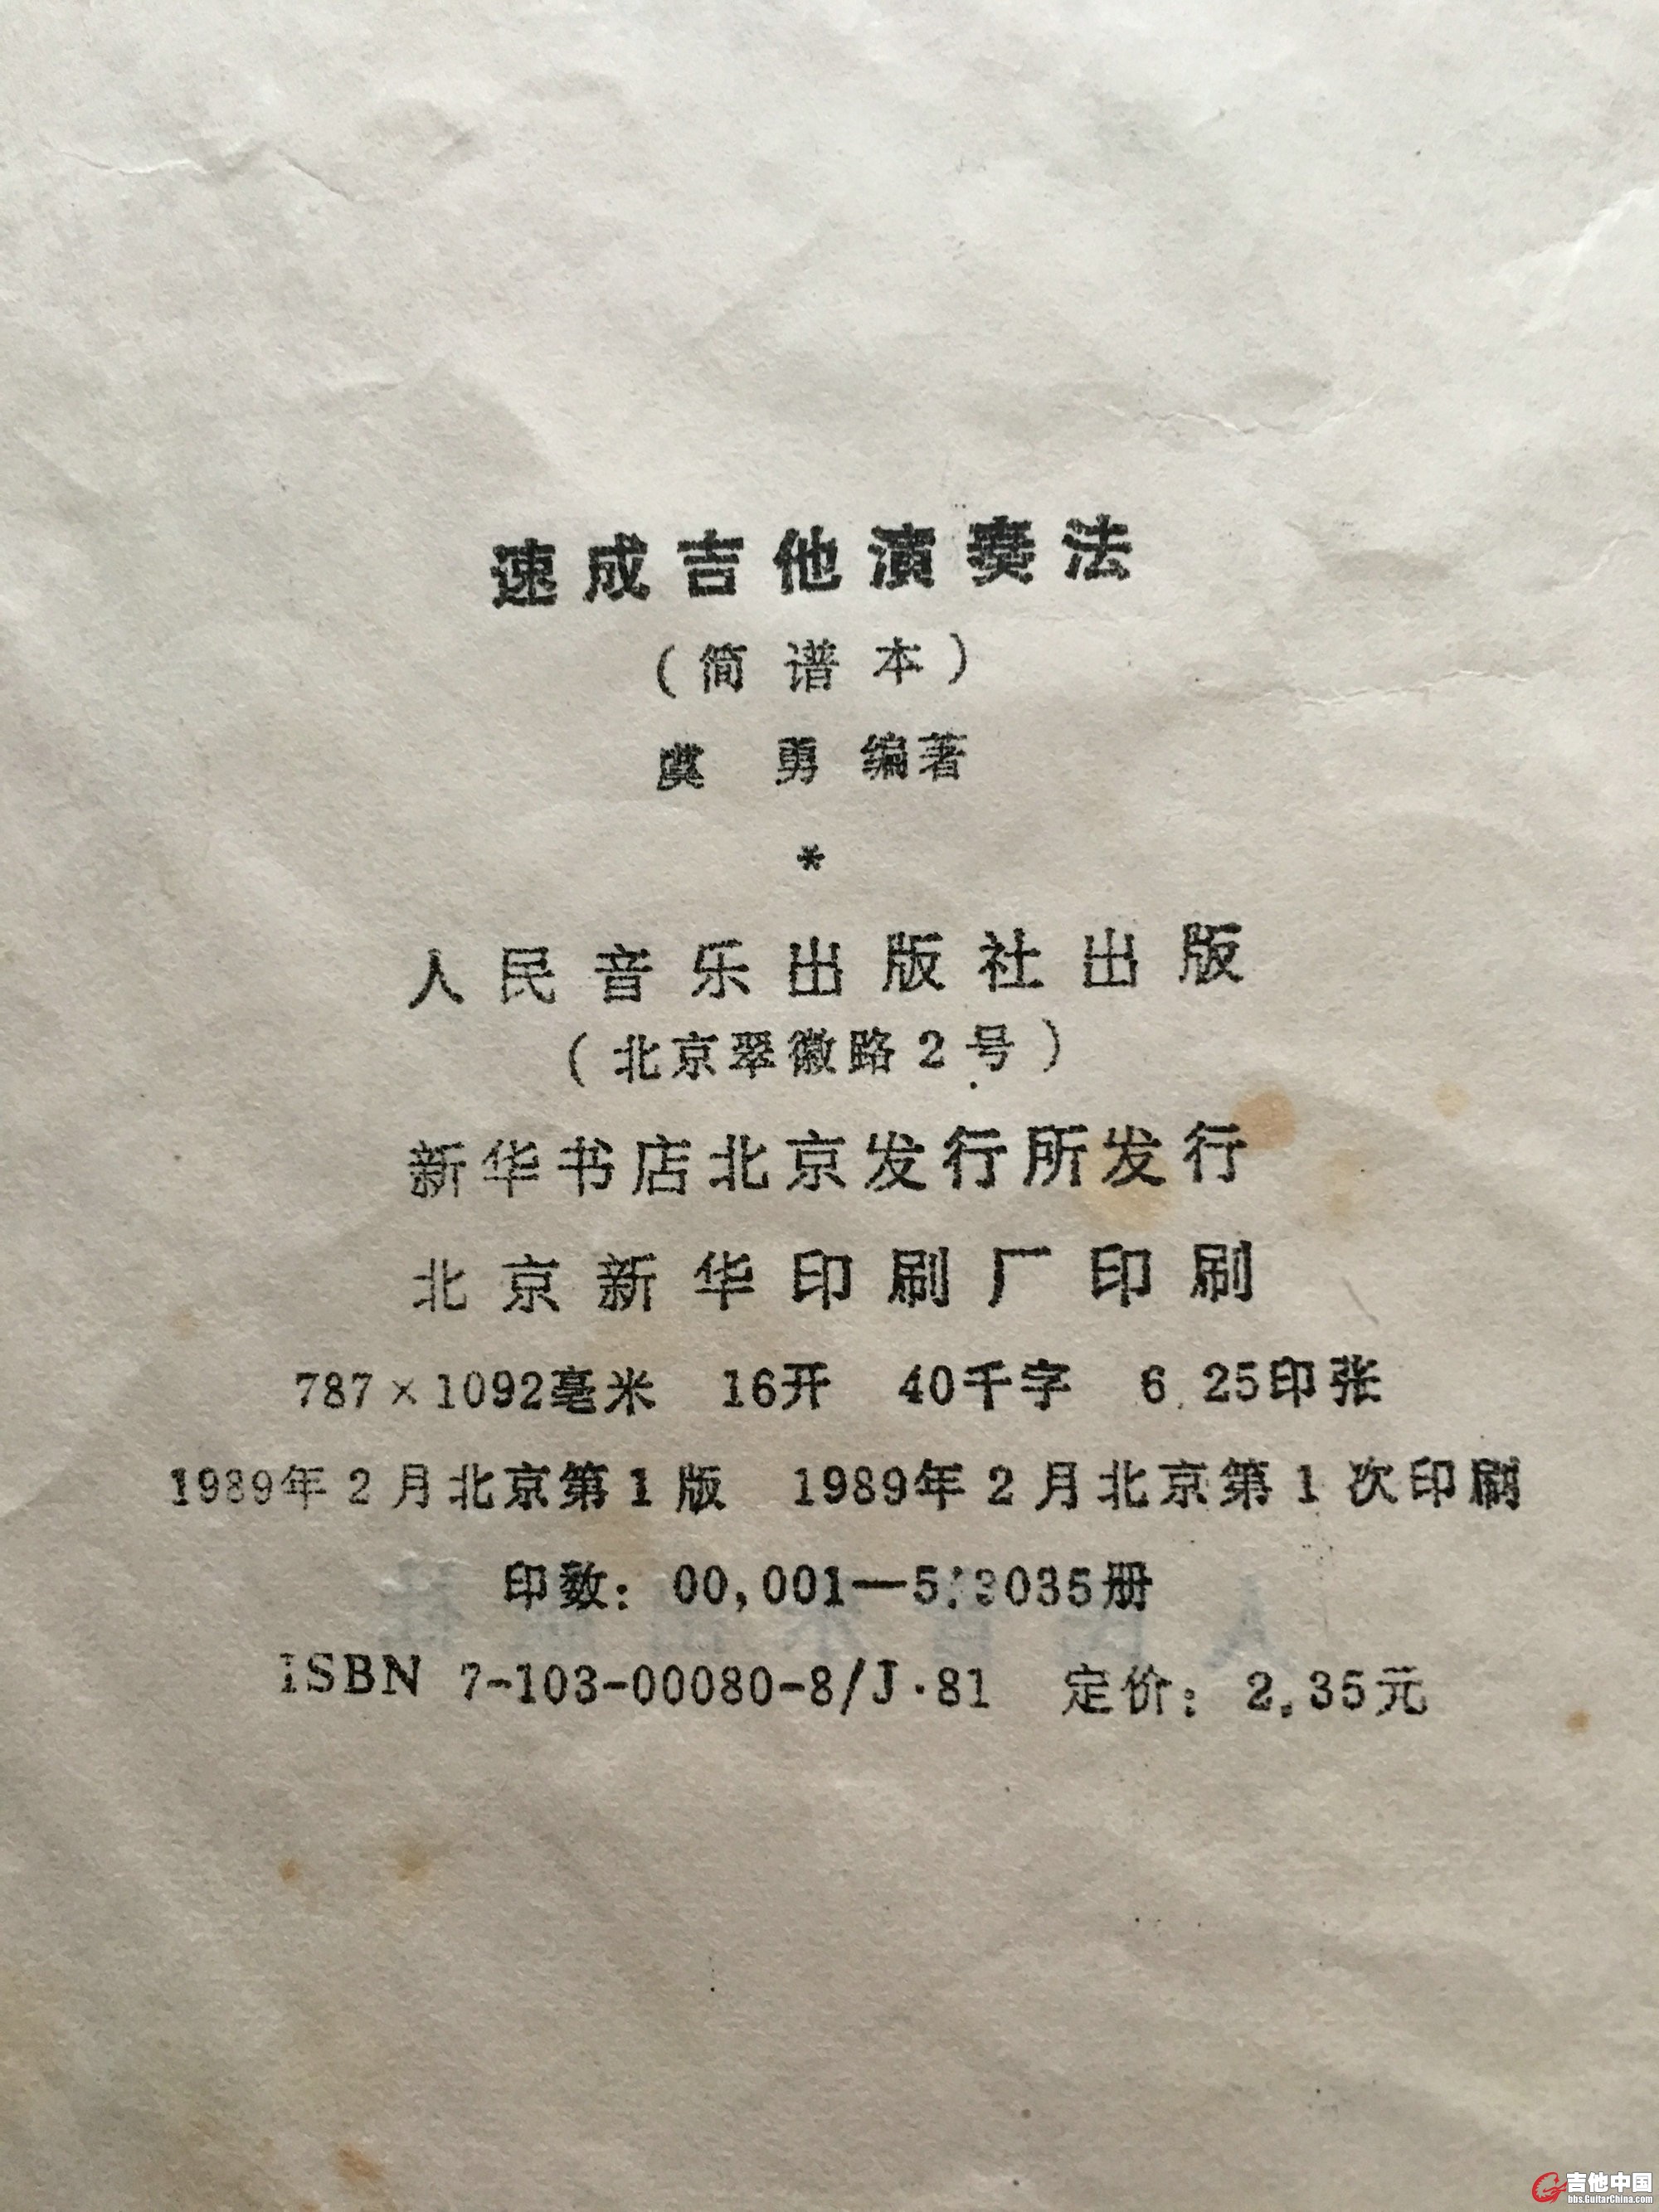 速成吉他演奏法
(简谱本)
虞 勇 编著
*
人民音乐出版社出版
(北京翠微路2号)
新华书店北京发行所发行
北京新华印刷厂印刷
787×1092毫米 16开 40千字 6.25印张
1989年2月北京第1版 1989年2月北京第1次印刷
印数: 00,001—
ISBN 7-103-00080-8/J·81 定价: 2.35元
吉他中国
bbs.GuitarChina.com